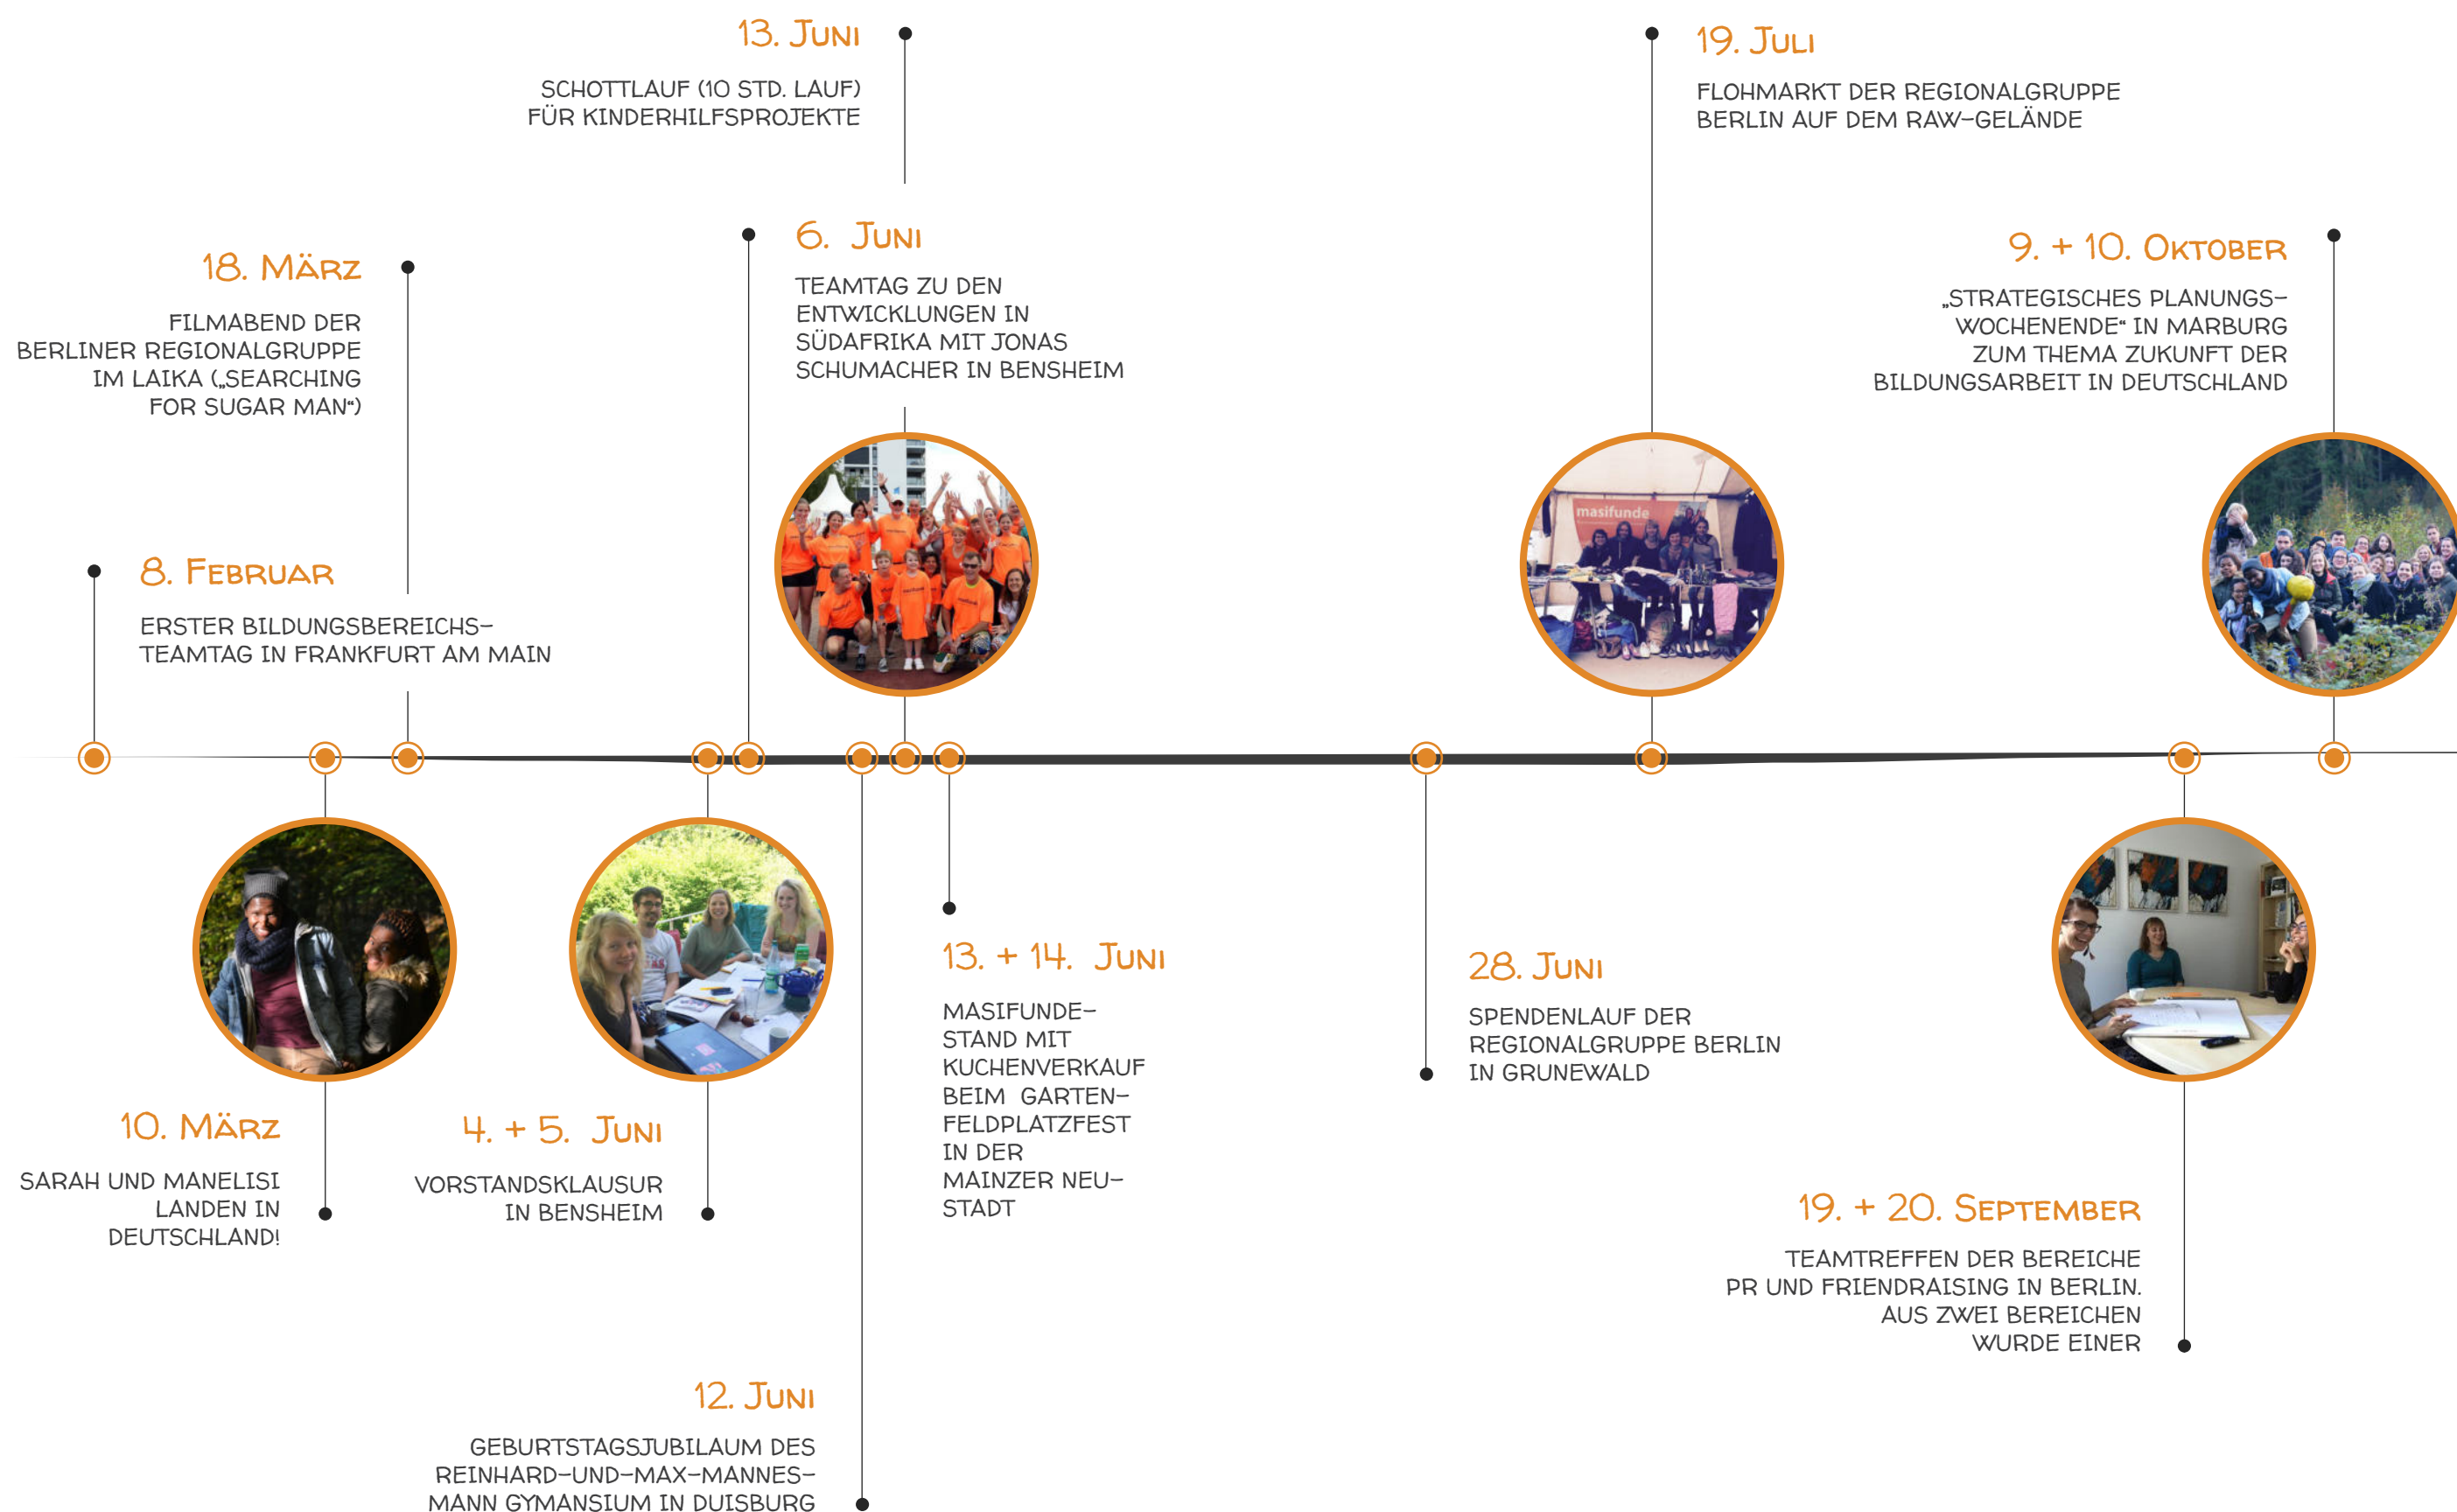 13. Juni
SCHOTTLAUF (10 STD. LAUF)
FÜR KINDERHILFSPROJEKTE
19. Juli
FLOHMARKT DER REGIONALGRUPPE
BERLIN AUF DEM RAW-GELÄNDE
18. März
FILMABEND DER
BERLINER REGIONALGRUPPE
IM LAIKA („SEARCHING
FOR SUGAR MAN“)
6. Juni
TEAMTAG ZU DEN
ENTWICKLUNGEN IN
SÜDAFRIKA MIT JONAS
SCHUMACHER IN BENSHEIM
9. + 10. Oktober
„STRATEGISCHES PLANUNGS-
WOCHENENDE“ IN MARBURG
ZUM THEMA ZUKUNFT DER
BILDUNGSARBEIT IN DEUTSCHLAND
8. Februar
ERSTER BILDUNGSBEREICHS-
TEAMTAG IN FRANKFURT AM MAIN
masifunde
10. März
SARAH UND MANELISI
LANDEN IN
DEUTSCHLAND!
4. + 5. Juni
VORSTANDSKLAUSUR
IN BENSHEIM
13. + 14. Juni
MASIFUNDE-
STAND MIT
KUCHENVERKAUF
BEIM GARTEN-
FELDPLATZFEST
IN DER
MAINZER NEU-
STADT
28. Juni
SPENDENLAUF DER
REGIONALGRUPPE BERLIN
IN GRUNEWALD
19. + 20. September
TEAMTREFFEN DER BEREICHE
PR UND FRIENDRAISING IN BERLIN.
AUS ZWEI BEREICHEN
WURDE EINER
12. Juni
GEBURTSTAGSJUBILAUM DES
REINHARD-UND-MAX-MANNES-
MANN GYMANSIUM IN DUISBURG